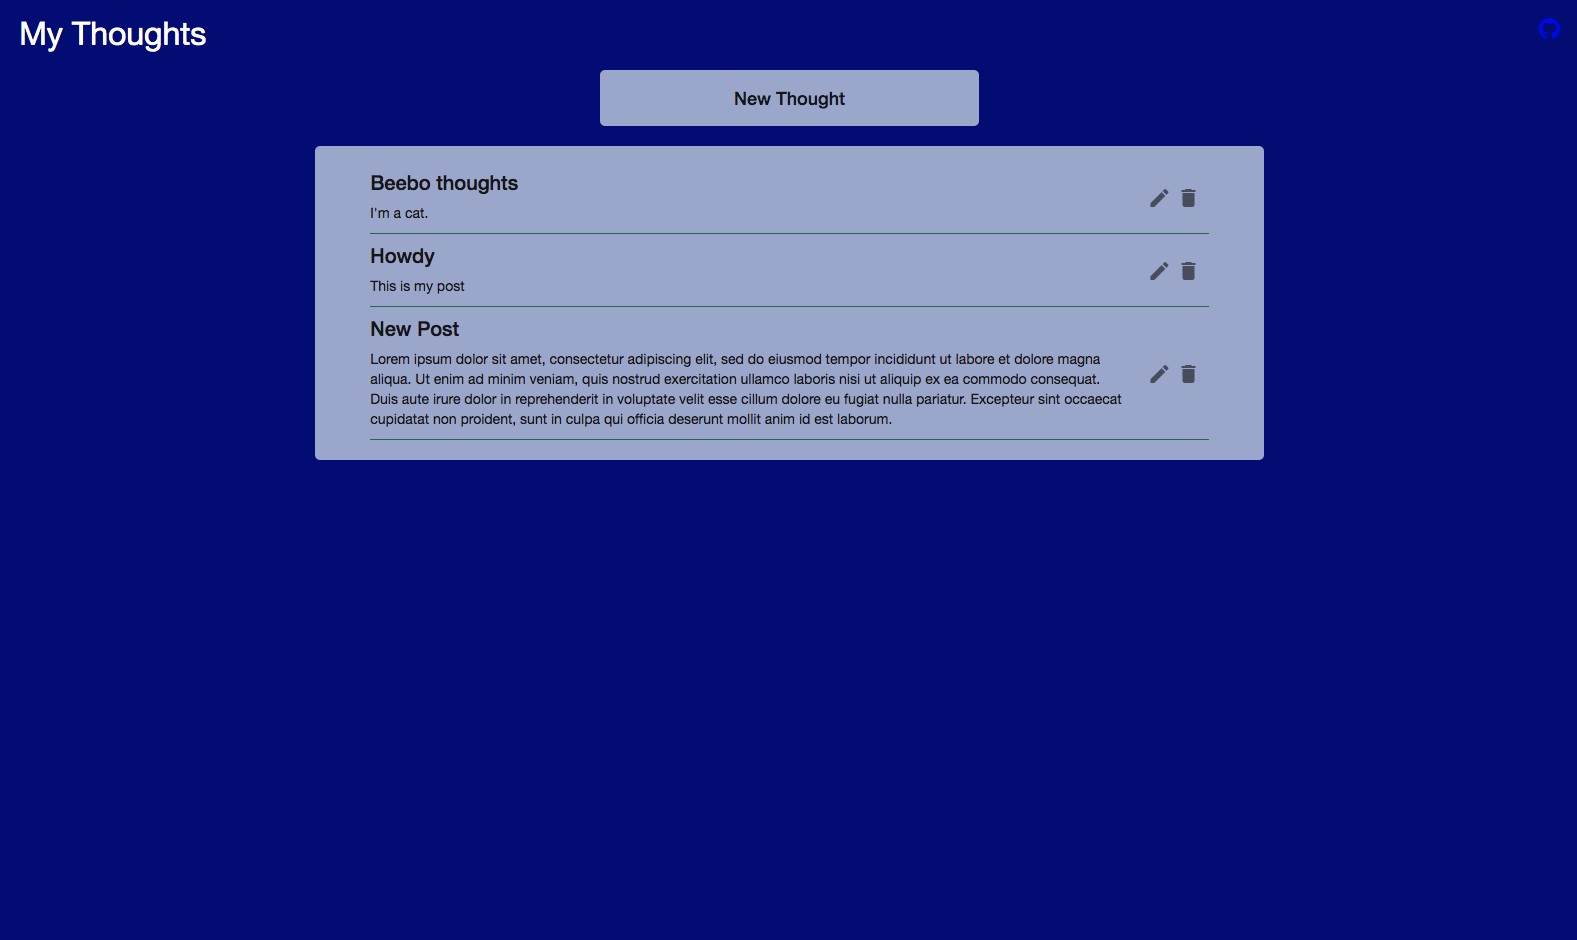 My Thoughts
New Thought
Beebo thoughts
I'm a cat.
Howdy
This is my post
New Post
Lorem ipsum dolor sit amet, consectetur adipiscing elit, sed do eiusmod tempor incididunt ut labore et dolore magna
aliqua. Ut enim ad minim veniam, quis nostrud exercitation ullamco laboris nisi ut aliquip ex ea commodo consequat.
Duis aute irure dolor in reprehenderit in voluptate velit esse cillum dolore eu fugiat nulla pariatur. Excepteur sint occaecat
cupidatat non proident, sunt in culpa qui officia deserunt mollit anim id est laborum.